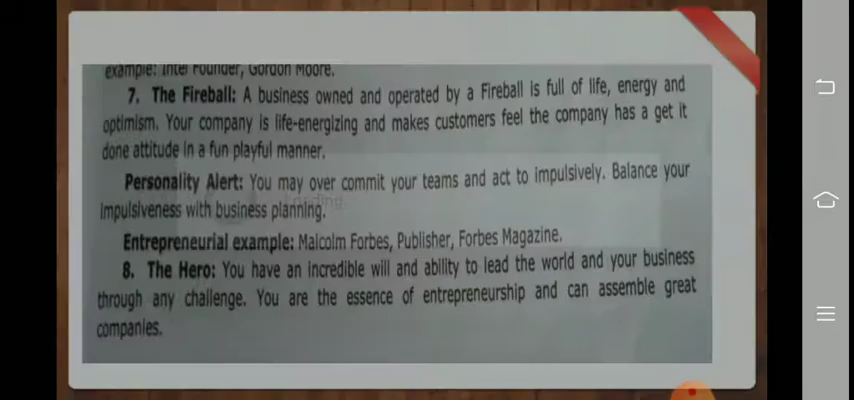 example: Intel Founder, Gordon Moore.
7. The Fireball: A business owned and operated by a Fireball is full of life, energy and
optimism. Your company is life-energizing and makes customers feel the company has a get it
done attitude in a fun playful manner.
Personality Alert: You may over commit your teams and act to impulsively. Balance your
impulsiveness with business planning.
Entrepreneurial example: Malcolm Forbes, Publisher, Forbes Magazine.
8. The Hero: You have an incredible will and ability to lead the world and your business
through any challenge. You are the essence of entrepreneurship and can assemble great
companies.